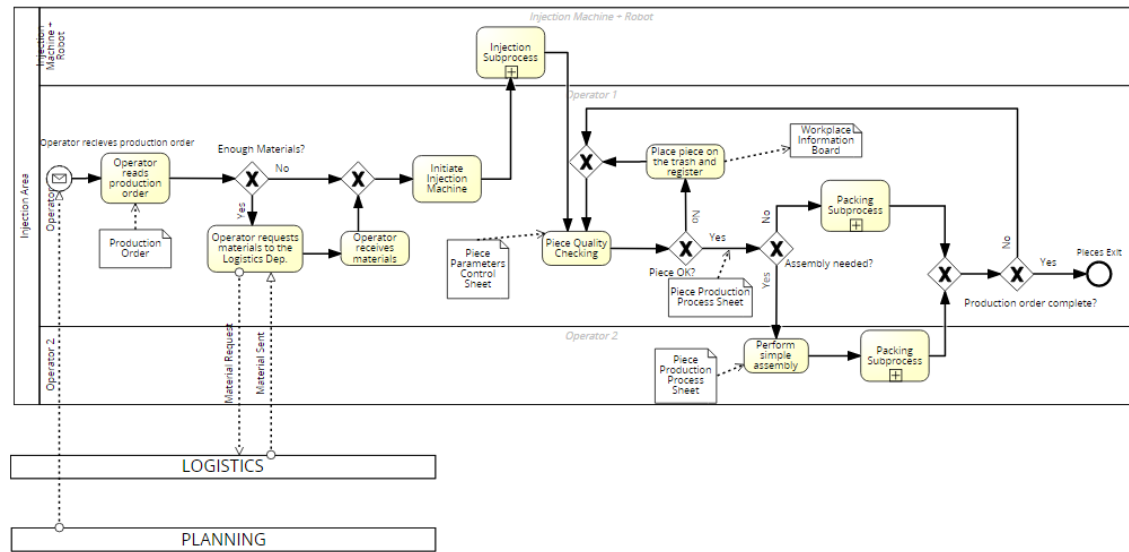 Injection Machine + Robot
Injection
Machine +
Robot
Injection
Subprocess
Injection Area
Operator 1
Operator recieves production order
Operator
Operator
reads
production
order
Production
Order
Enough Materials?
No
Yes
Operator requests
materials to the
Logistics Dep.
Operator
receives
materials
Initiate
Injection
Machine
Piece
Parameters
Control
Sheet
Piece Quality
Checking
Place piece on
the trash and
register
Workplace
Information
Board
No
Yes
Piece OK?
Piece Production
Process Sheet
No
Yes
Assembly needed?
Packing
Subprocess
No
Yes
Production order complete?
Pieces Exit
Operator 2
Operator 2
Piece
Production
Process
Sheet
Perform
simple
assembly
Packing
Subprocess
Material Request
Material Sent
LOGISTICS
PLANNING